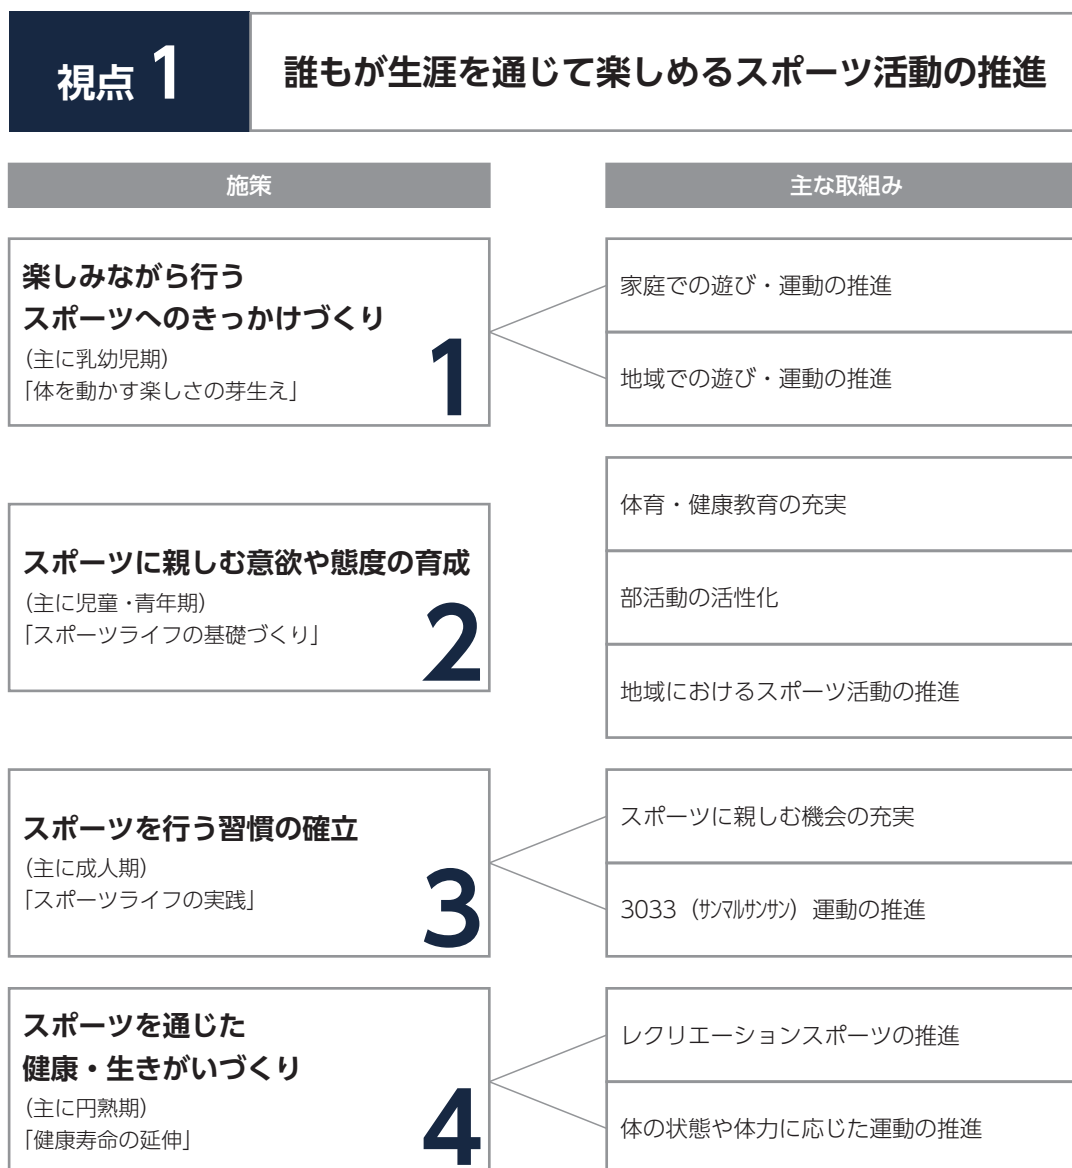 視点 1
誰もが生涯を通じて楽しめるスポーツ活動の推進
施策
主な取組み
楽しみながら行う
スポーツへのきっかけづくり
（主に乳幼児期）
「体を動かす楽しさの芽生え」
1
家庭での遊び・運動の推進
地域での遊び・運動の推進
スポーツに親しむ意欲や態度の育成
（主に児童・青年期）
「スポーツライフの基礎づくり」
2
体育・健康教育の充実
部活動の活性化
地域におけるスポーツ活動の推進
スポーツを行う習慣の確立
（主に成人期）
「スポーツライフの実践」
3
スポーツに親しむ機会の充実
3033（ｻﾝﾏﾙｻﾝｻﾝ）運動の推進
スポーツを通じた
健康・生きがいづくり
（主に円熟期）
「健康寿命の延伸」
4
レクリエーションスポーツの推進
体の状態や体力に応じた運動の推進